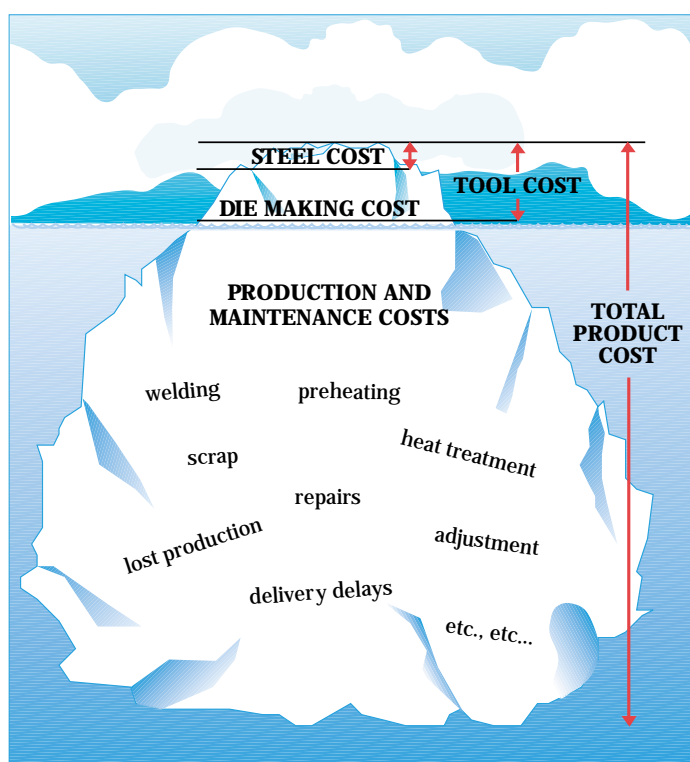 STEEL COST
TOOL COST
DIE MAKING COST
PRODUCTION AND
MAINTENANCE COSTS
TOTAL
PRODUCT
COST
welding
preheating
scrap
heat treatment
repairs
lost production
adjustment
delivery delays
etc., etc...